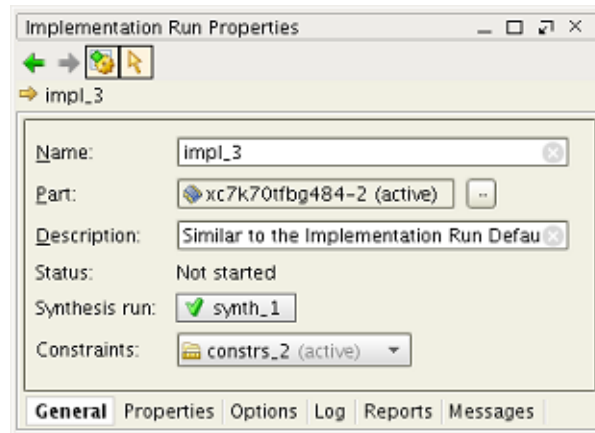 Implementation Run Properties
impl_3
Name: impl_3
Part: xc7k70tfbg484-2 (active)
Description: Similar to the Implementation Run Defau
Status: Not started
Synthesis run: synth_1
Constraints: constrs_2 (active)
General Properties Options Log Reports Messages